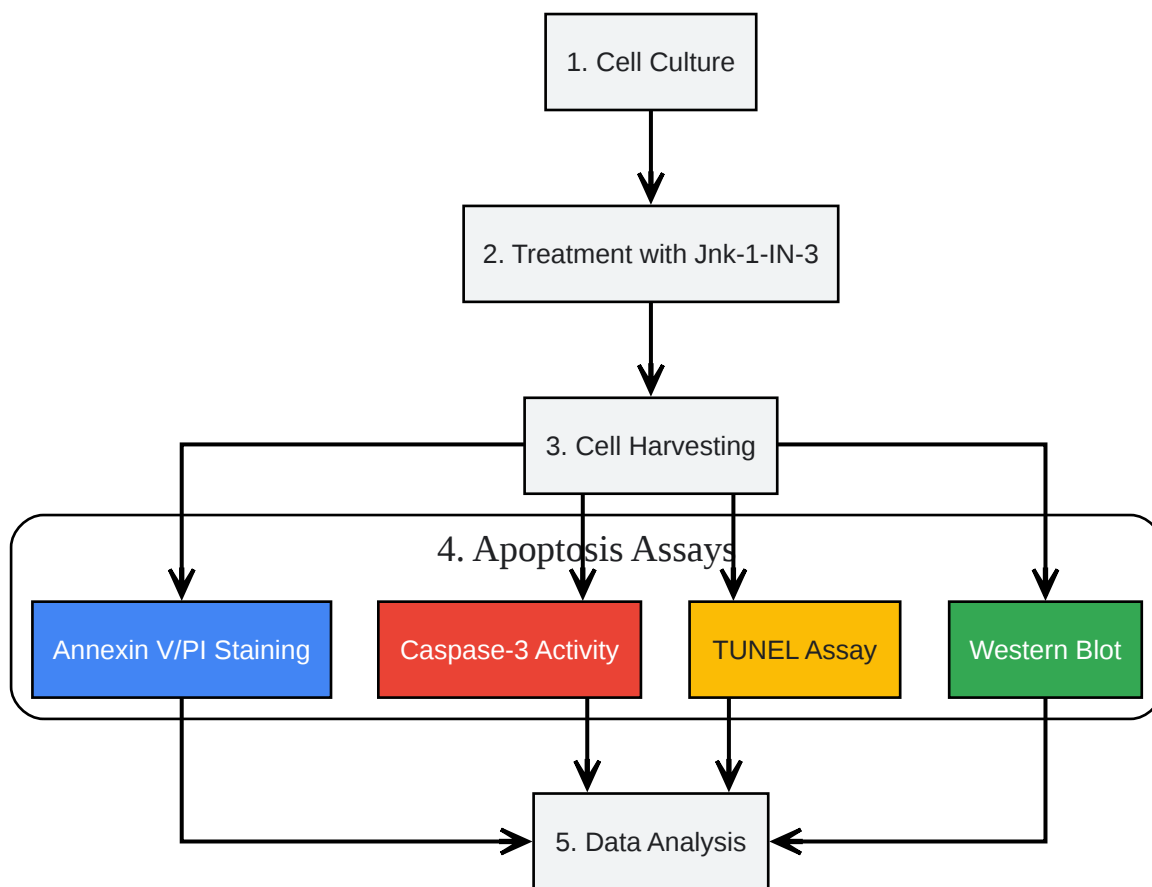 1. Cell Culture
2. Treatment with Jnk-1-IN-3
3. Cell Harvesting
4. Apoptosis Assays
Annexin V/PI Staining
Caspase-3 Activity
TUNEL Assay
Western Blot
5. Data Analysis